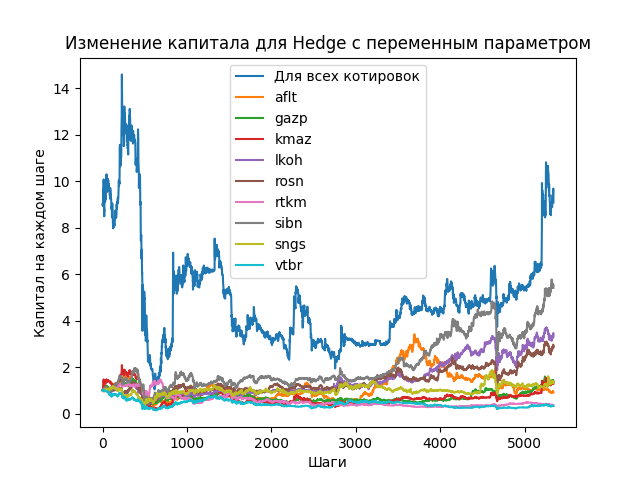 Изменение капитала для Hedge с переменным параметром
Капитал на каждом шаге
14
12
10
8
6
4
2
0
Для всех котировок
aflt
gazp
kmaz
lkoh
rosn
rtkm
sibn
sngs
vtbr
0 1000 2000 3000 4000 5000
Шаги